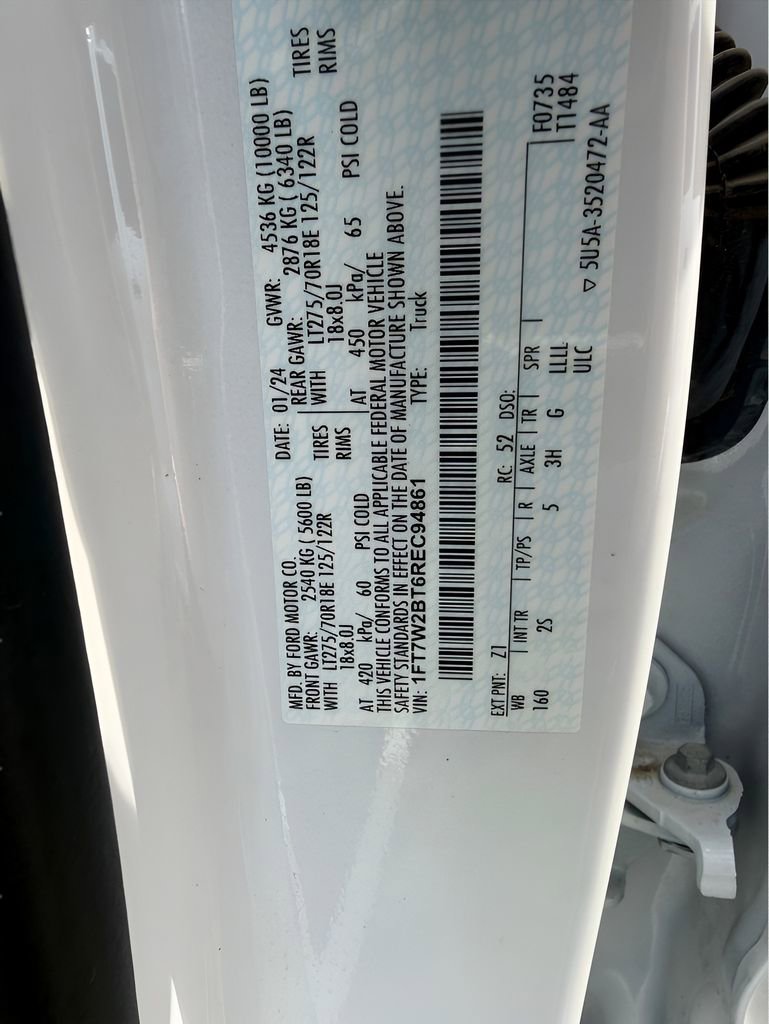 MFD. BY FORD MOTOR CO.
DATE: 01/24 GVWR: 4536 KG (10000 LB)
FRONT GAWR: 2540 KG ( 5600 LB)
REAR GAWR: 2876 KG ( 6340 LB)
WITH LT275/70R18E 125/122R TIRES
WITH LT275/70R18E 125/122R TIRES
18x8.0J RIMS
18x8.0J RIMS
AT 420 kPa/ 60 PSI COLD
AT 450 kPa/ 65 PSI COLD
THIS VEHICLE CONFORMS TO ALL APPLICABLE FEDERAL MOTOR VEHICLE
SAFETY STANDARDS IN EFFECT ON THE DATE OF MANUFACTURE SHOWN ABOVE.
VIN: 1FT7W2BT6REC94861 TYPE: Truck
EXT PNT: Z1 RC: 52 DSO: F0735
WB INT TR TP/PS R AXLE TR SPR T1484
160 2S 5 3H G LLLL
ULC
▽ 5U5A-3520472-AA